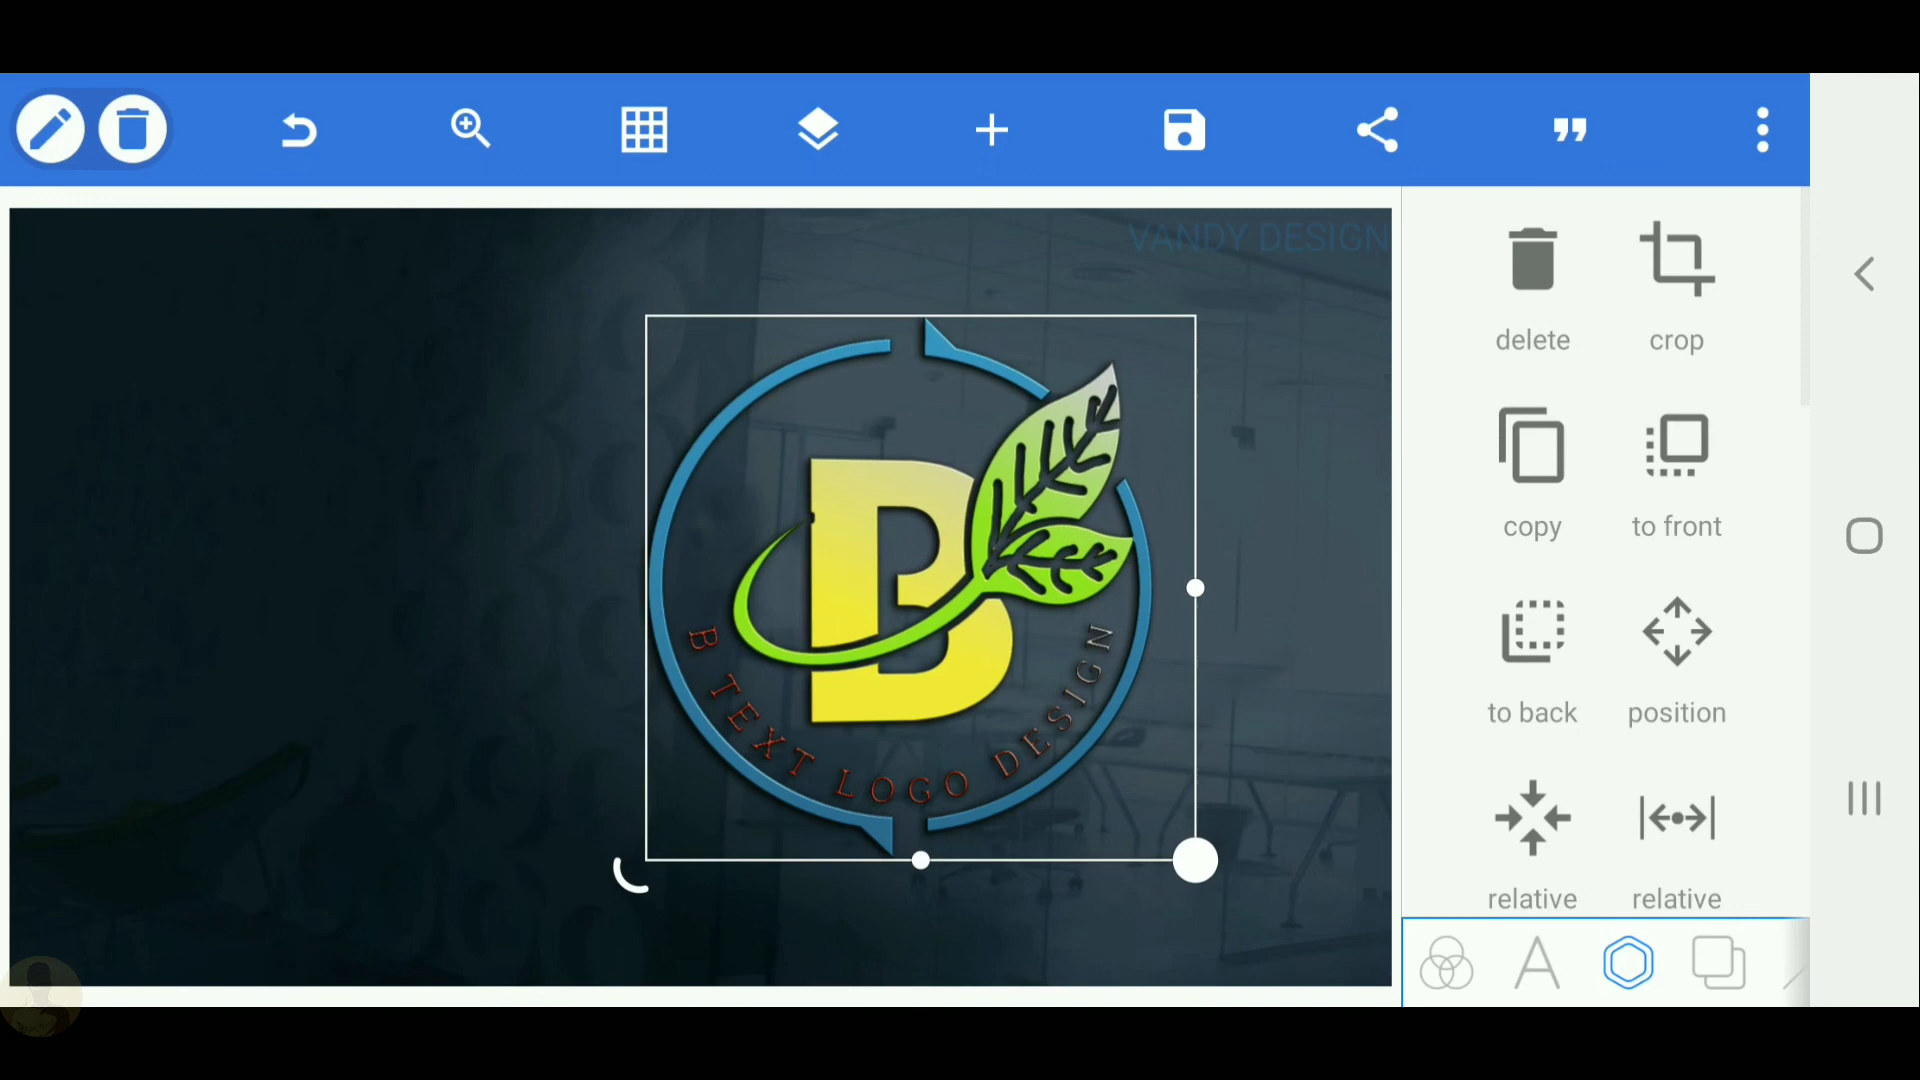 VANDY DESIGN
B
B TEXT LOGO DESIGN
delete
crop
copy
to front
to back
position
relative
relative